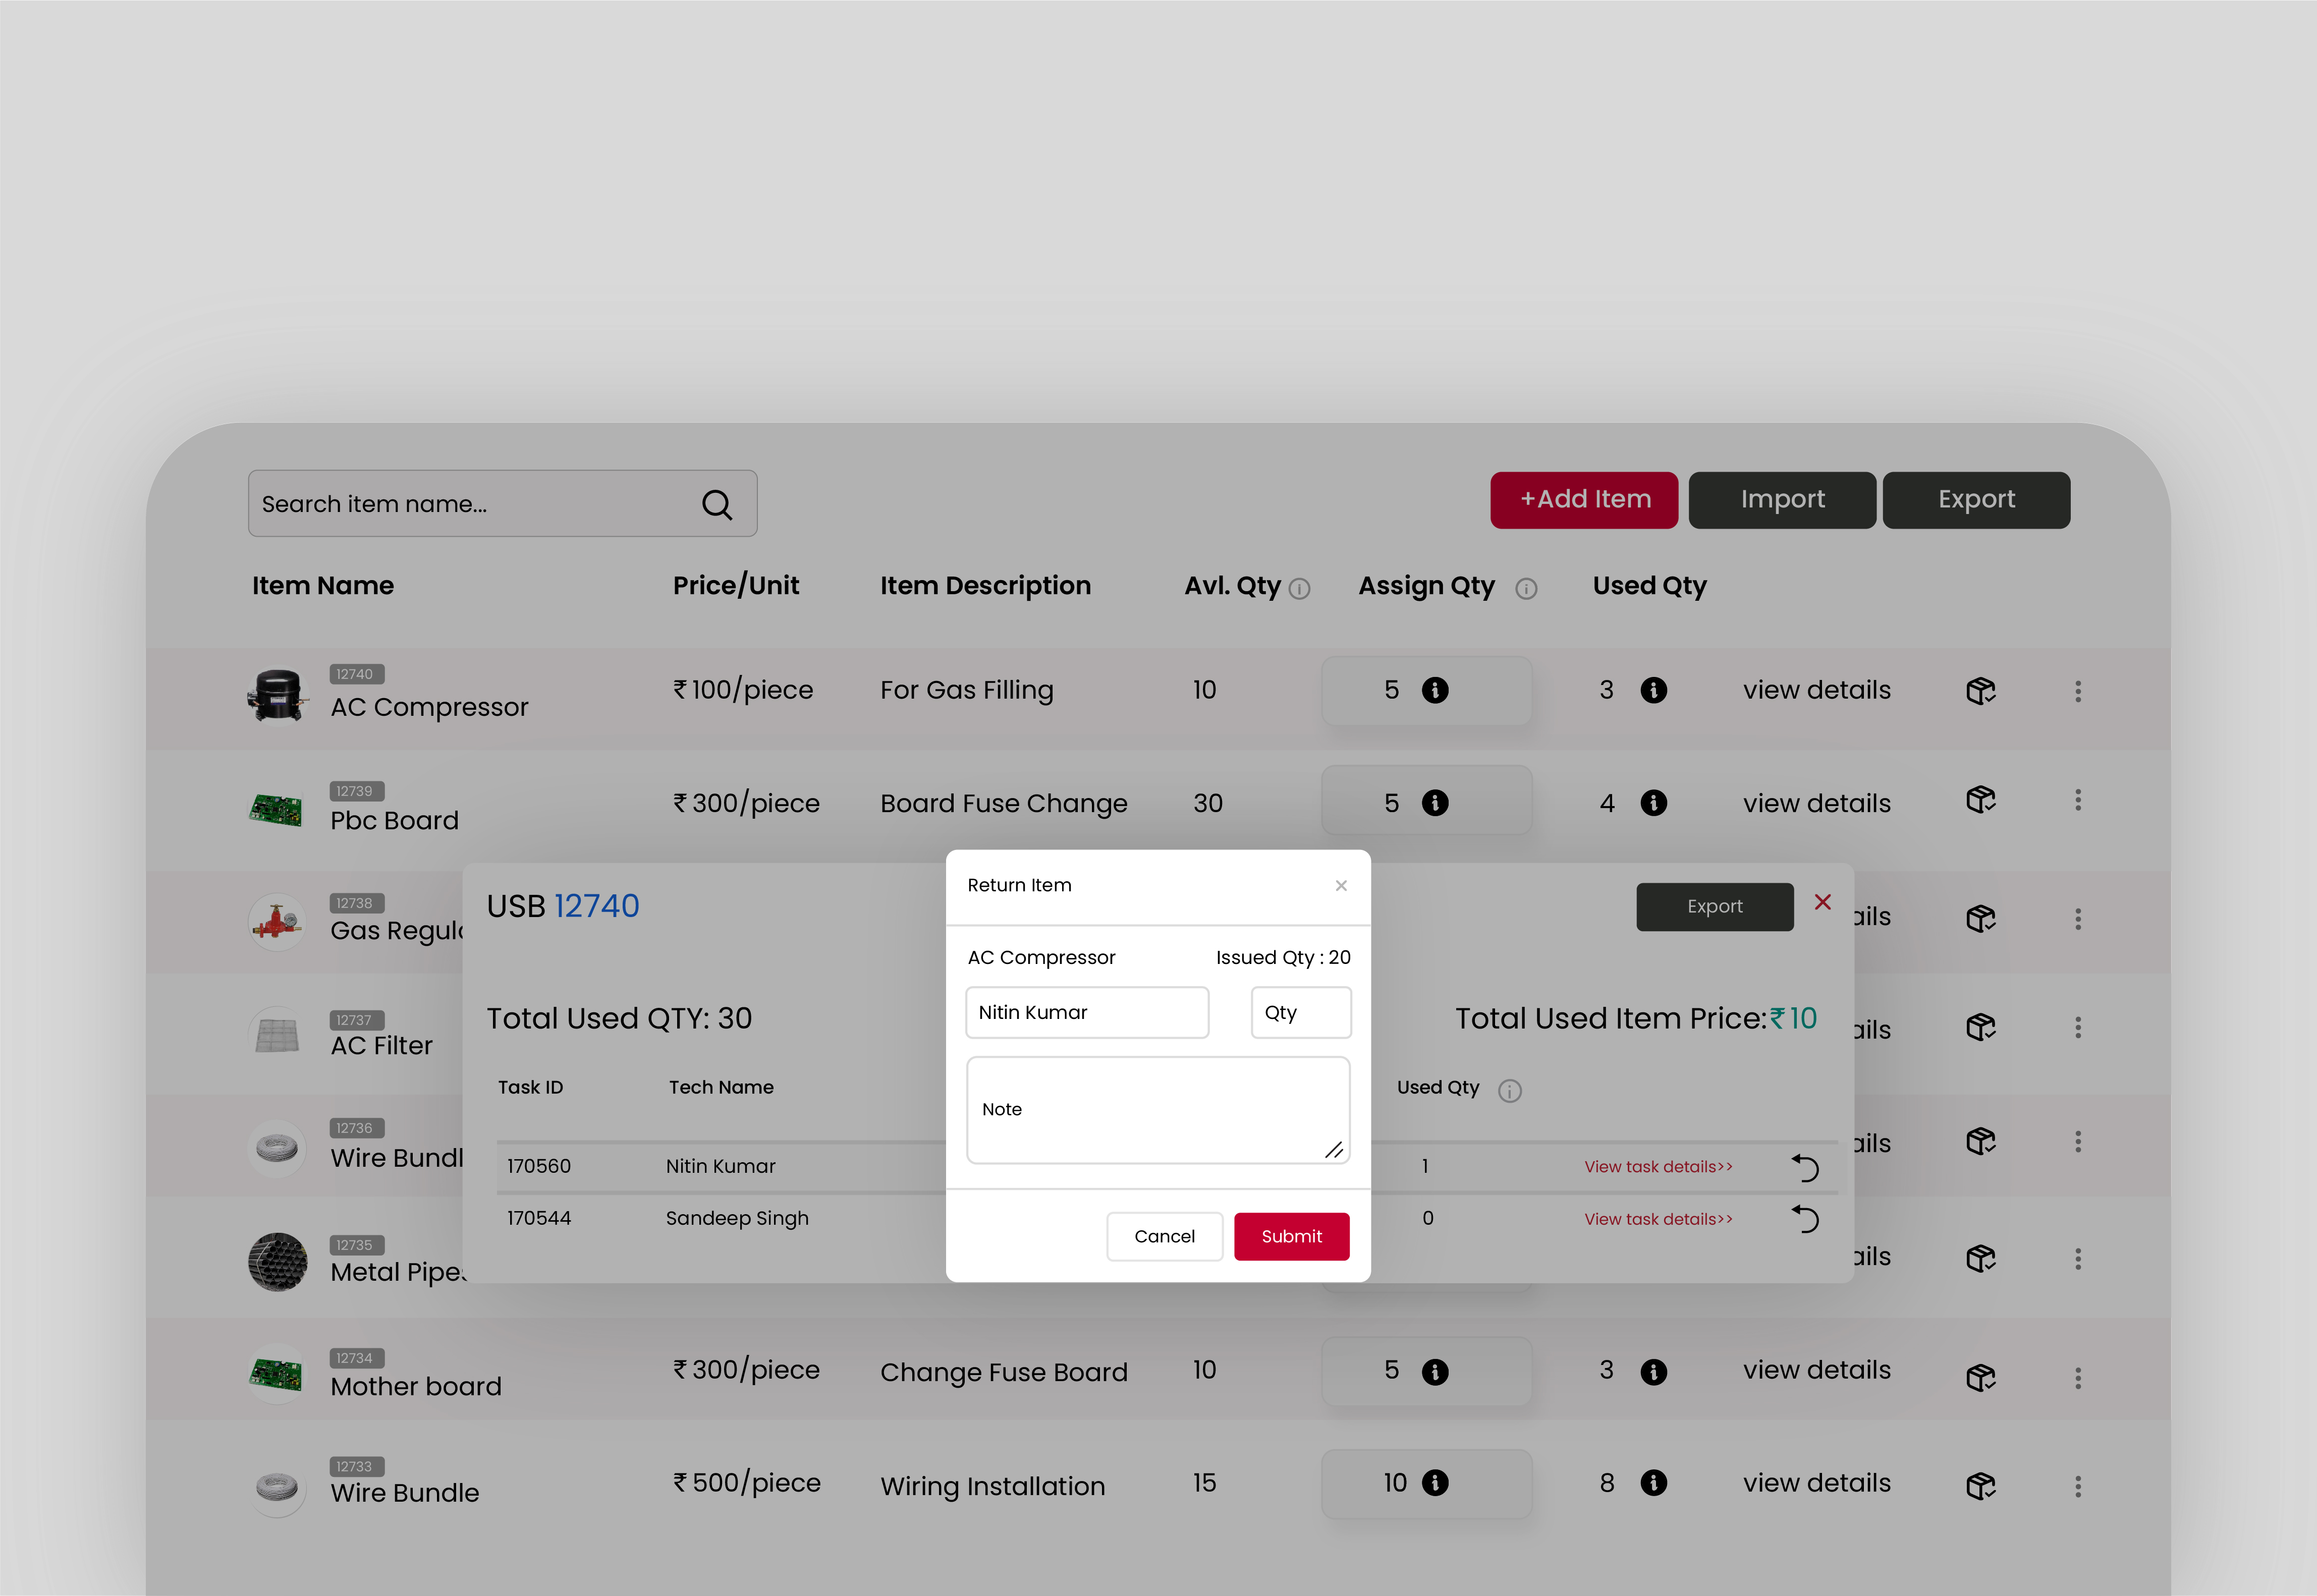 Search item name...
+Add Item Import Export
Item Name Price/Unit Item Description Avl. Qty Assign Qty Used Qty
12740
AC Compressor ₹100/piece For Gas Filling 10 5 3 view details
12739
Pbc Board ₹300/piece Board Fuse Change 30 5 4 view details
12738
Gas Regul
12737
AC Filter
12736
Wire Bundl
12735
Metal Pipes
USB 12740
Export
Total Used QTY: 30
Total Used Item Price:₹10
Task ID Tech Name Used Qty
170560 Nitin Kumar 1 View task details>>
170544 Sandeep Singh 0 View task details>>
Return Item
AC Compressor Issued Qty : 20
Nitin Kumar Qty
Note
Cancel Submit
ails
ails
ails
ails
12734
Mother board ₹300/piece Change Fuse Board 10 5 3 view details
12733
Wire Bundle ₹500/piece Wiring Installation 15 10 8 view details